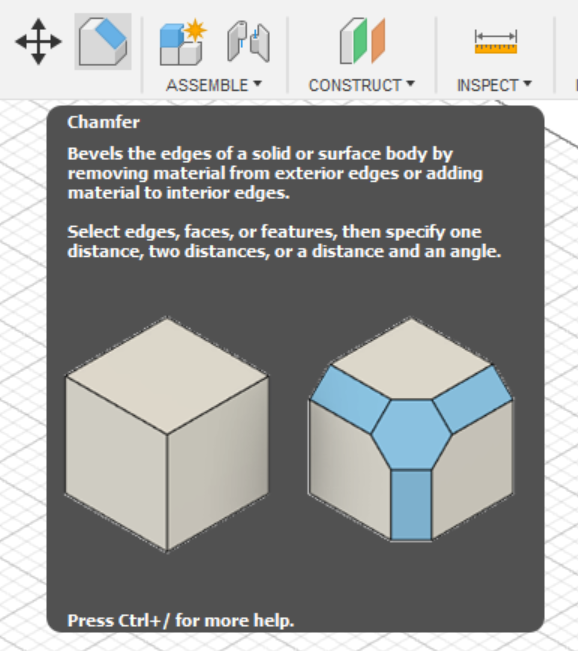 ASSEMBLE CONSTRUCT INSPECT
Chamfer
Bevels the edges of a solid or surface body by
removing material from exterior edges or adding
material to interior edges.
Select edges, faces, or features, then specify one
distance, two distances, or a distance and an angle.
Press Ctrl+/ for more help.